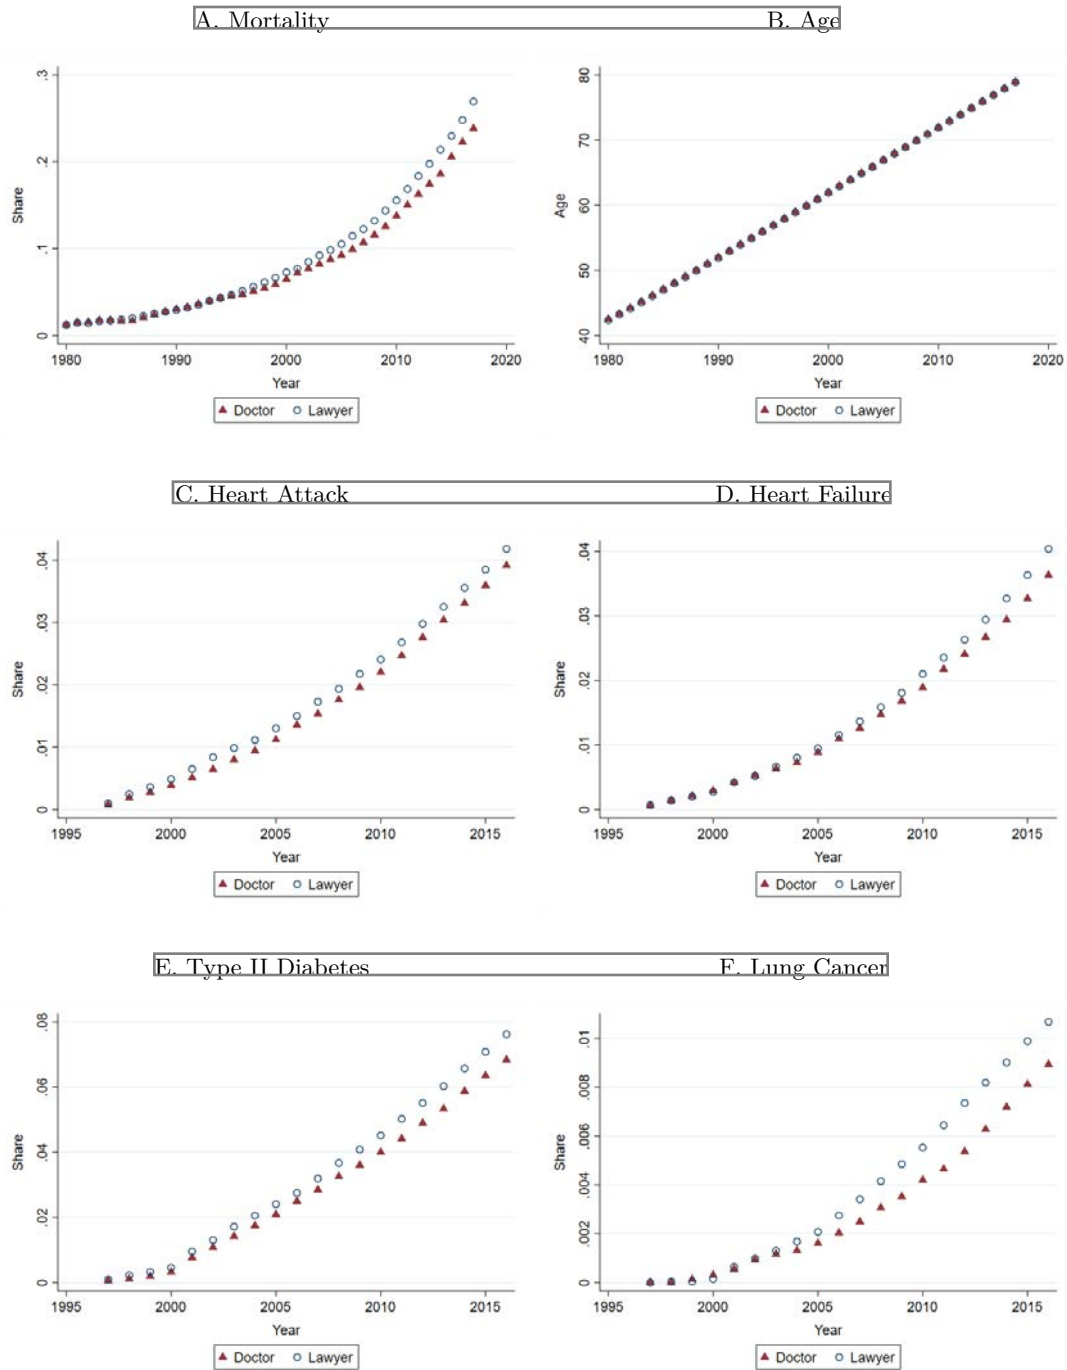 A. Mortality
B. Age
.3
.2
.1
0
Share
1980
1990
2000
2010
2020
Year
Doctor
Lawyer
80
70
60
50
40
Age
1980
1990
2000
2010
2020
Year
Doctor
Lawyer
C. Heart Attack
D. Heart Failure
.04
.03
.02
.01
0
Share
1995
2000
2005
2010
2015
Year
Doctor
Lawyer
.04
.03
.02
.01
0
Share
1995
2000
2005
2010
2015
Year
Doctor
Lawyer
E. Type II Diabetes
F. Lung Cancer
.08
.06
.04
.02
0
Share
1995
2000
2005
2010
2015
Year
Doctor
Lawyer
.01
.008
.006
.004
.002
0
Share
1995
2000
2005
2010
2015
Year
Doctor
Lawyer